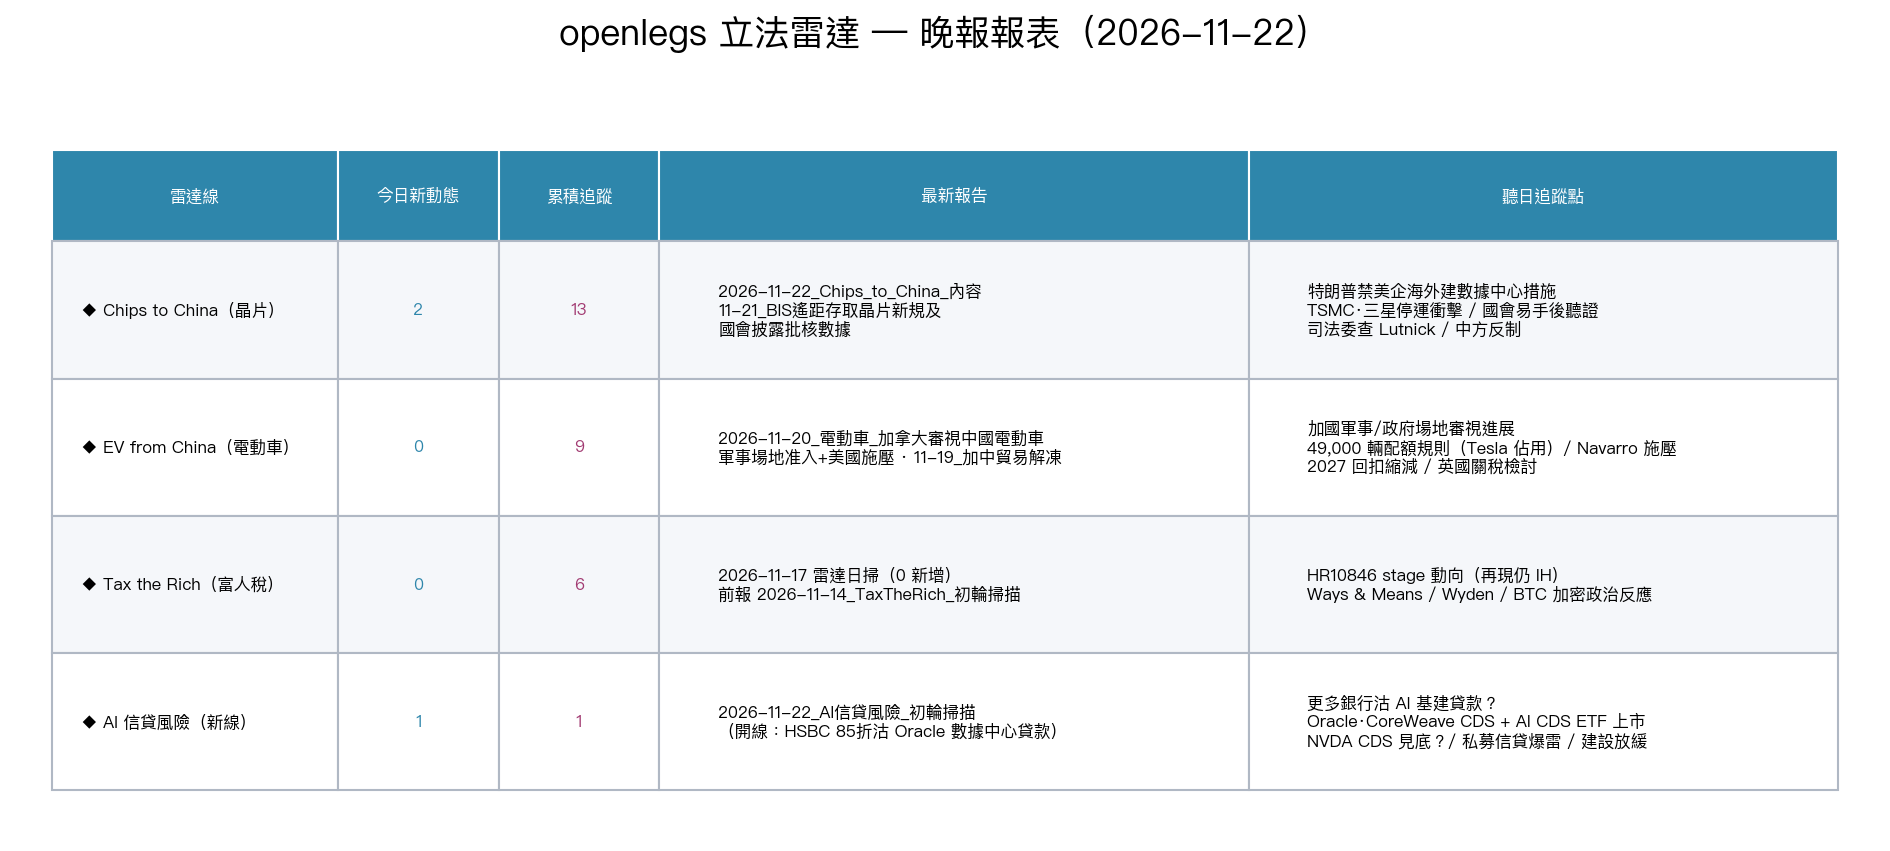 openlegs 立法雷達 — 晚報報表（2026-11-22）
雷達線
今日新動態
累積追蹤
最新報告
聽日追蹤點
◆ Chips to China（晶片）
2
13
2026-11-22_Chips_to_China_內容
11-21_BIS遙距存取晶片新規及
國會披露批核數據
特朗普禁美企海外建數據中心措施
TSMC·三星停運衝擊 / 國會易手後聽證
司法委查 Lutnick / 中方反制
◆ EV from China（電動車）
0
9
2026-11-20_電動車_加拿大審視中國電動車
軍事場地准入+美國施壓 · 11-19_加中貿易解凍
加國軍事/政府場地審視進展
49,000 輛配額規則（Tesla 佔用）/ Navarro 施壓
2027 回扣縮減 / 英國關稅檢討
◆ Tax the Rich（富人稅）
0
6
2026-11-17 雷達日掃（0 新增）
前報 2026-11-14_TaxTheRich_初輪掃描
HR10846 stage 動向（再現仍 IH）
Ways & Means / Wyden / BTC 加密政治反應
◆ AI 信貸風險（新線）
1
1
2026-11-22_AI信貸風險_初輪掃描
（開線：HSBC 85折沽 Oracle 數據中心貸款）
更多銀行沽 AI 基建貸款？
Oracle·CoreWeave CDS + AI CDS ETF 上市
NVDA CDS 見底？/ 私募信貸爆雷 / 建設放緩